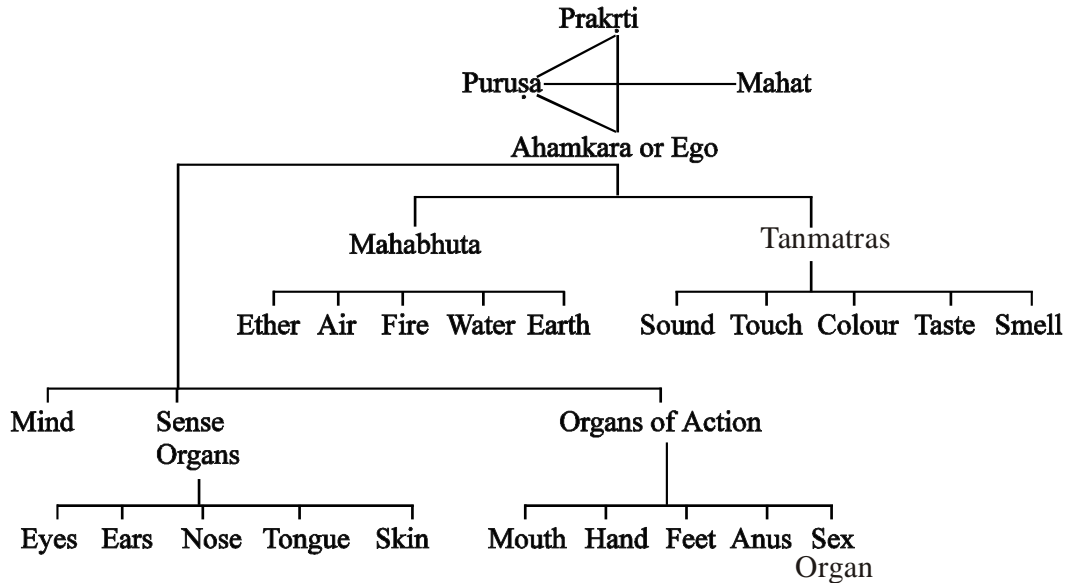 Prakṛti
Puruṣa
Mahat
Ahamkara or Ego
Mahabhuta
Tanmatras
Ether Air Fire Water Earth
Sound Touch Colour Taste Smell
Mind
Sense
Organs
Organs of Action
Eyes Ears Nose Tongue Skin
Mouth Hand Feet Anus Sex
Organ